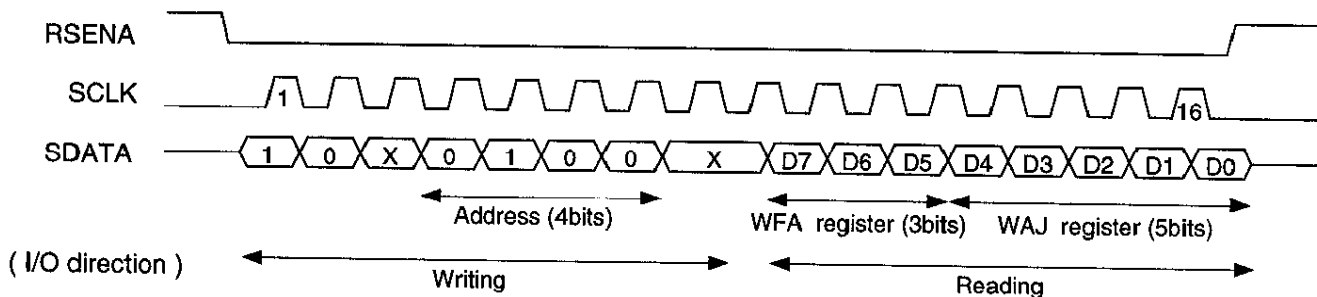 RSENA
SCLK 1 16
SDATA 1 0 X 0 1 0 0 X D7 D6 D5 D4 D3 D2 D1 D0
Address (4bits) WFA register (3bits) WAJ register (5bits)
( I/O direction ) Writing Reading